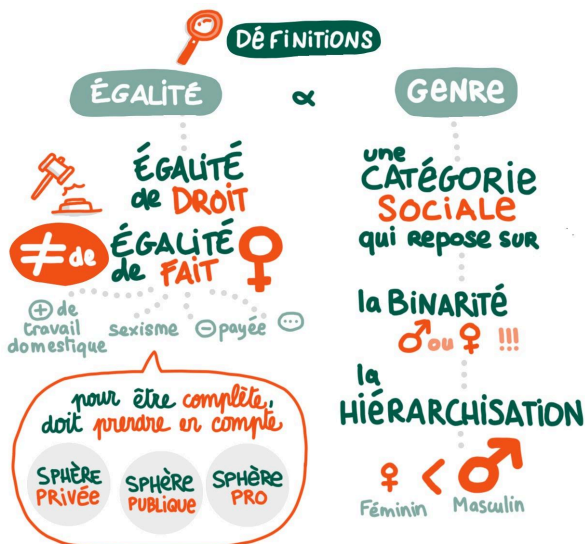 DÉFINITIONS
ÉGALITÉ
∝
GENRE
ÉGALITÉ
de DROIT
≠ de ÉGALITÉ
de FAIT ♀
⊕ de
travail
domestique
sexisme
⊖ payée
...
pour être complète,
doit prendre en compte
SPHÈRE
PRIVÉE
SPHÈRE
PUBLIQUE
SPHÈRE
PRO
une
CATÉGORIE
SOCIALE
qui repose sur
la BINARITÉ
♂ ou ♀ !!!
la
HIÉRARCHISATION
♀ < ♂
Féminin Masculin